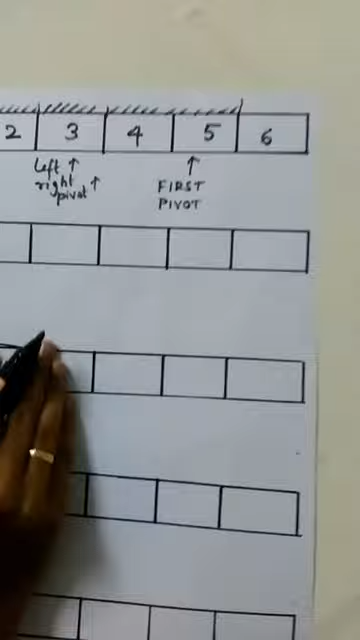 2 3 4 5 6
Left ↑ ↑
right ↑ FIRST
pivot PIVOT